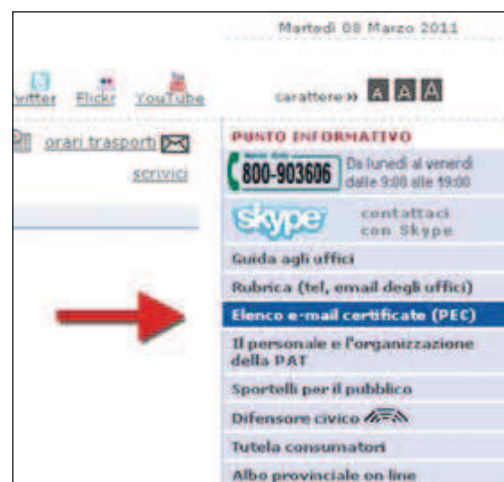 Martedì 08 Marzo 2011
Twitter Flickr YouTube
carattere » A A A
orari trasporti
scrivici
PUNTO INFORMATIVO
800-903606
Da lunedì al venerdì
dalle 9:00 alle 19:00
skype
contattaci
con Skype
Guida agli uffici
Rubrica (tel, email degli uffici)
Elenco e-mail certificate (PEC)
Il personale e l'organizzazione
della PAT
Sportelli per il pubblico
Difensore civico
Tutela consumatori
Albo provinciale on line